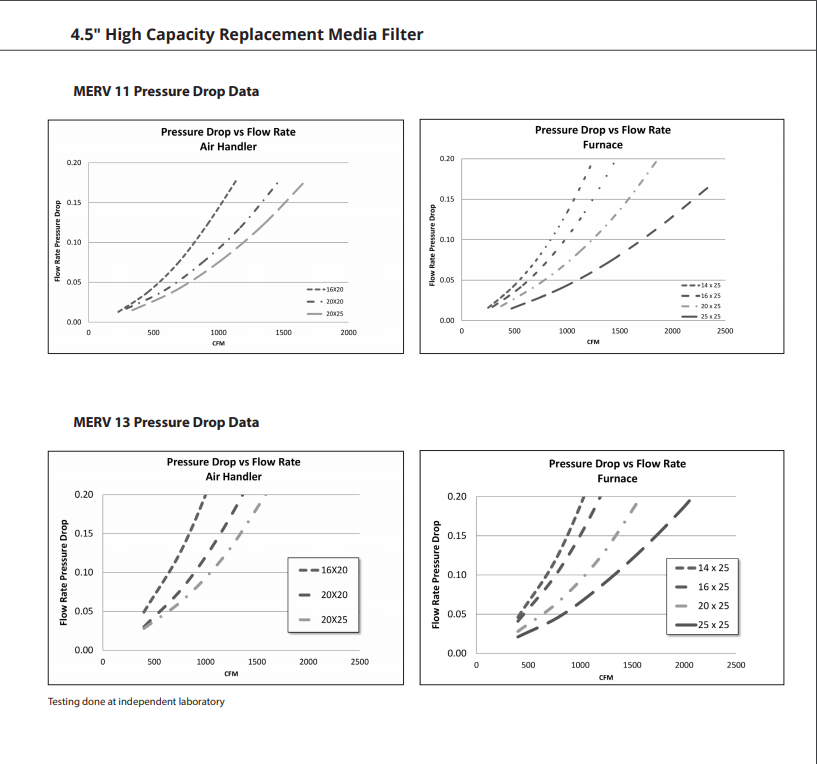 4.5" High Capacity Replacement Media Filter
MERV 11 Pressure Drop Data
Pressure Drop vs Flow Rate
Air Handler
Flow Rate Pressure Drop
0.20
0.15
0.10
0.05
0.00
0 500 1000 1500 2000
CFM
16X20
20X20
20X25
Pressure Drop vs Flow Rate
Furnace
Flow Rate Pressure Drop
0.20
0.15
0.10
0.05
0.00
0 500 1000 1500 2000 2500
CFM
14 x 25
16 x 25
20 x 25
25 x 25
MERV 13 Pressure Drop Data
Pressure Drop vs Flow Rate
Air Handler
Flow Rate Pressure Drop
0.20
0.15
0.10
0.05
0.00
0 500 1000 1500 2000 2500
CFM
16X20
20X20
20X25
Pressure Drop vs Flow Rate
Furnace
Flow Rate Pressure Drop
0.20
0.15
0.10
0.05
0.00
0 500 1000 1500 2000 2500
CFM
14 x 25
16 x 25
20 x 25
25 x 25
Testing done at independent laboratory